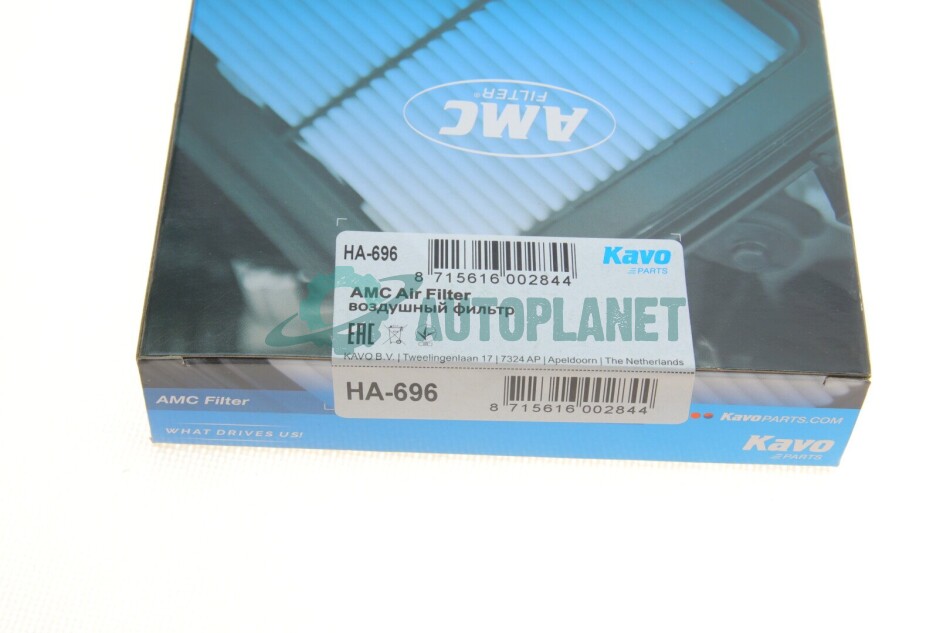 AMC
FILTER®
HA-696
8 715616 002844
Kavo
PARTS
AMC Air Filter
воздушный фильтр
AUTOPLANET
EAC
KAVO B.V. | Tweelingenlaan 17 | 7324 AP | Apeldoorn | The Netherlands
HA-696
8 715616 002844
AMC Filter
KAVOPARTS.COM
WHAT DRIVES US!
Kavo
PARTS